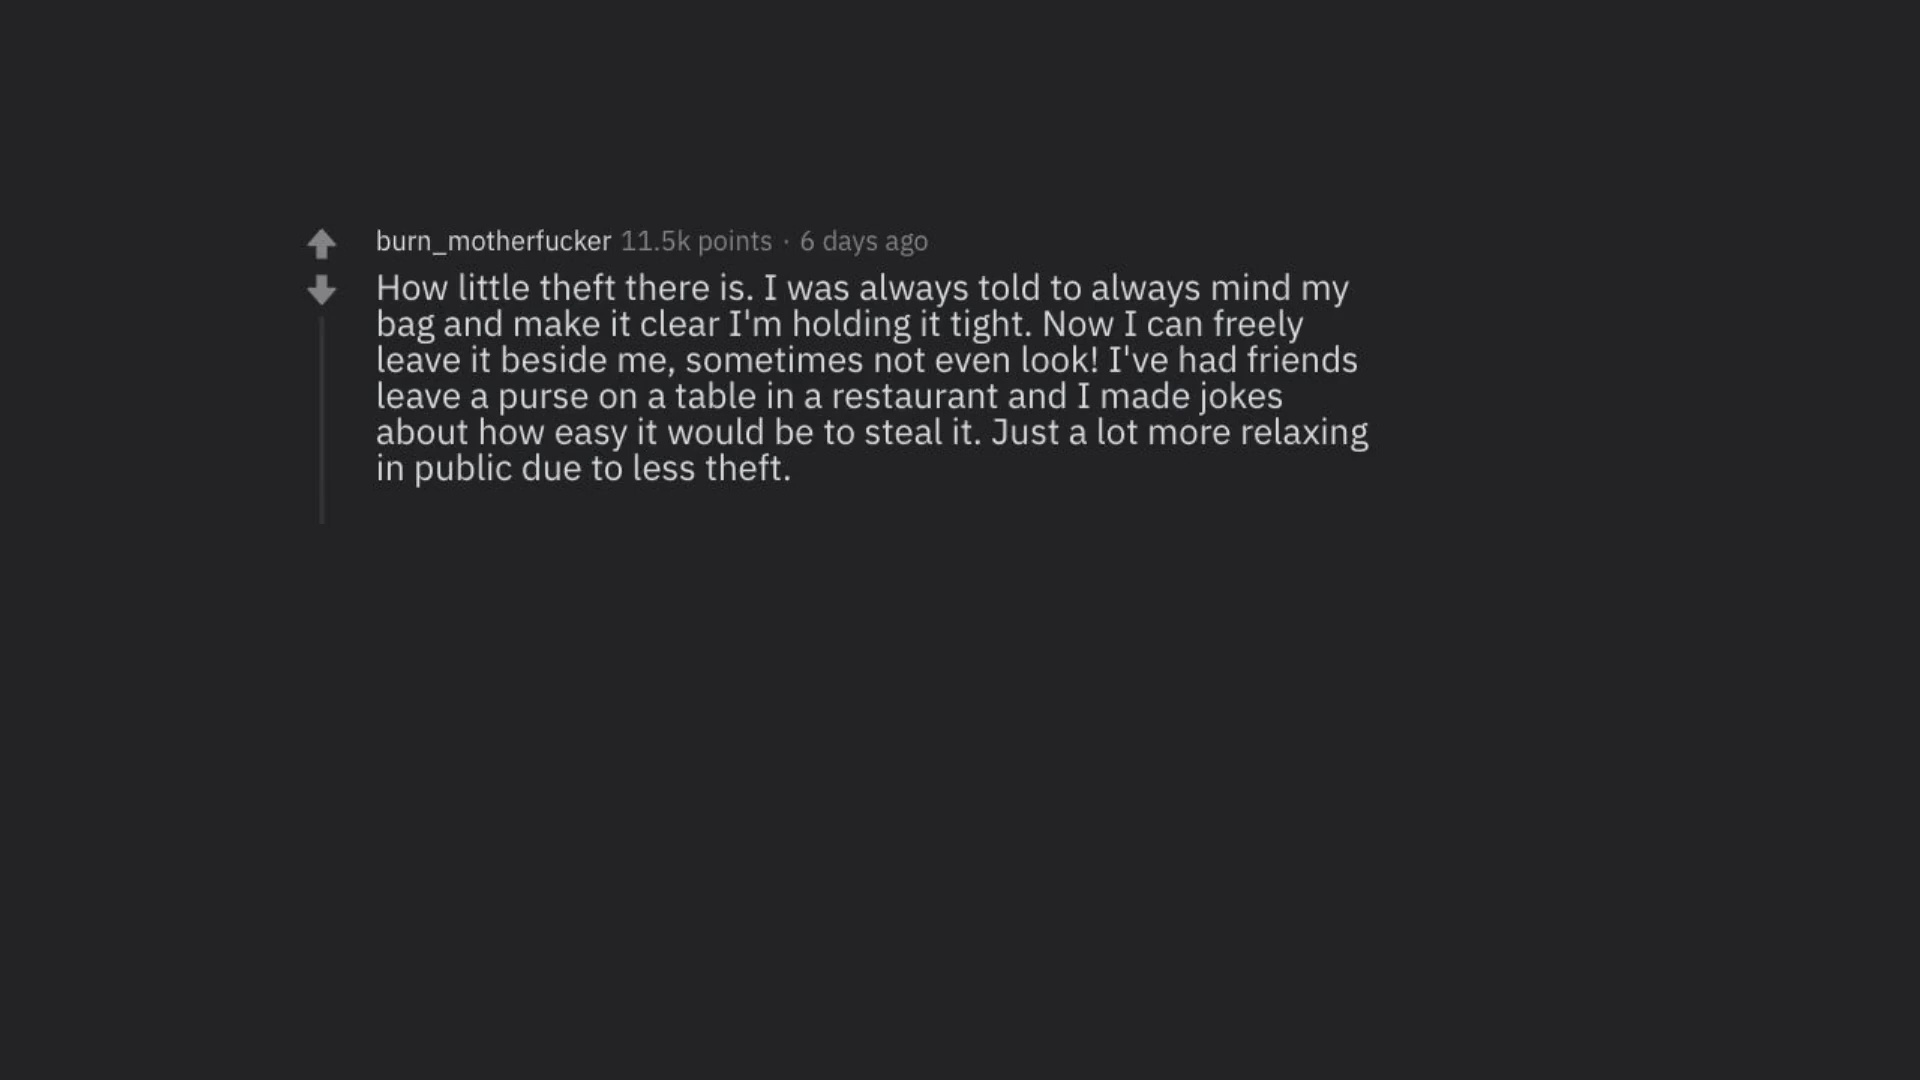 burn_motherfucker 11.5k points · 6 days ago
How little theft there is. I was always told to always mind my
bag and make it clear I'm holding it tight. Now I can freely
leave it beside me, sometimes not even look! I've had friends
leave a purse on a table in a restaurant and I made jokes
about how easy it would be to steal it. Just a lot more relaxing
in public due to less theft.